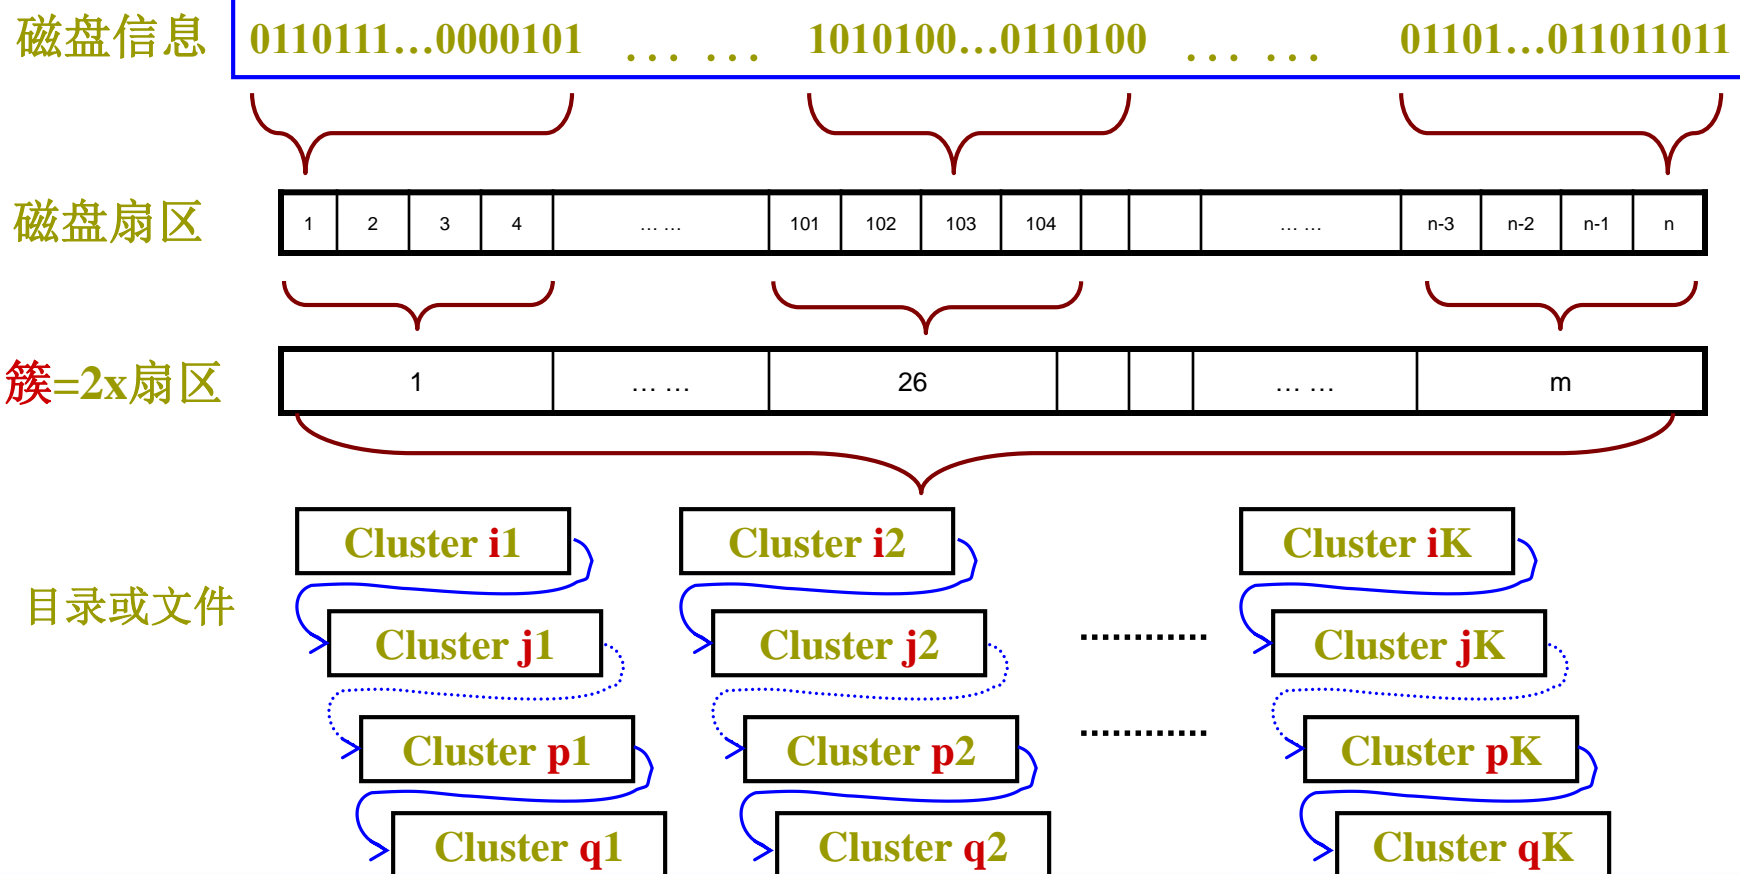 磁盘信息 0110111…0000101 … … 1010100…0110100 … … 01101…011011011
磁盘扇区 1 2 3 4 … … 101 102 103 104 … … n-3 n-2 n-1 n
簇=2x扇区 1 … … 26 … … m
Cluster i1 Cluster i2 Cluster iK
目录或文件
Cluster j1 Cluster j2 ………… Cluster jK
Cluster p1 Cluster p2 ………… Cluster pK
Cluster q1 Cluster q2 Cluster qK